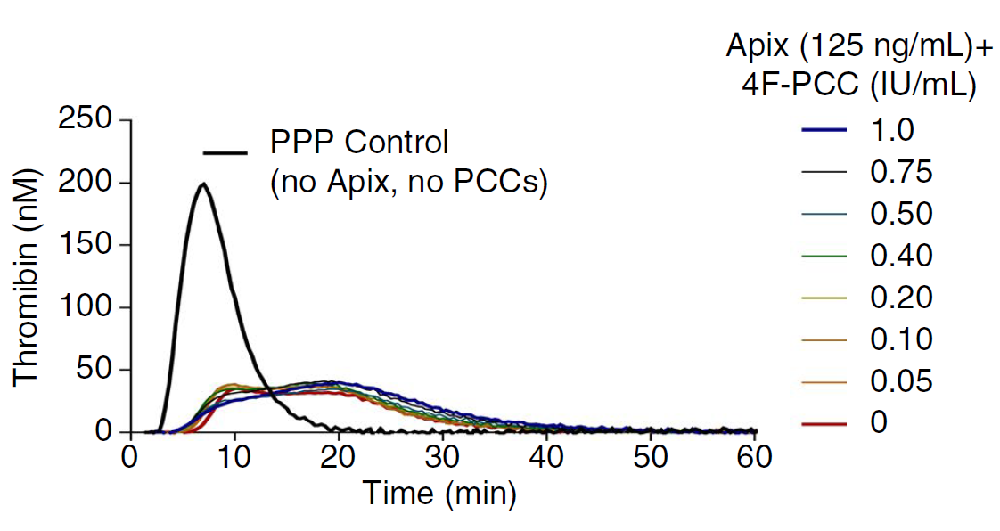 Apix (125 ng/mL)+
4F-PCC (IU/mL)
1.0
0.75
0.50
0.40
0.20
0.10
0.05
0
PPP Control
(no Apix, no PCCs)
Thromibin (nM)
250
200
150
100
50
0
0 10 20 30 40 50 60
Time (min)